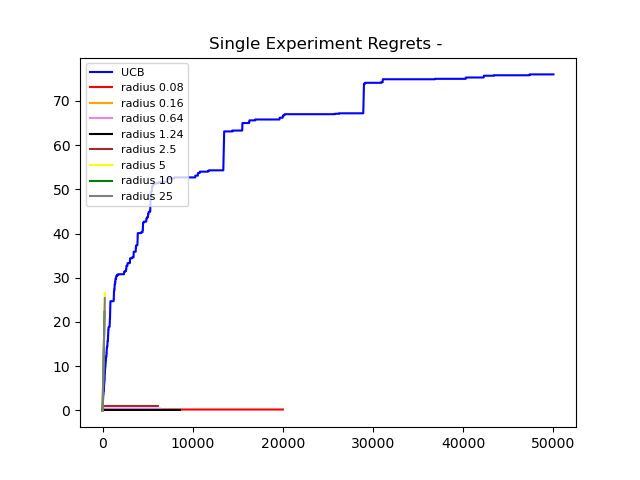 Single Experiment Regrets -
UCB
radius 0.08
radius 0.16
radius 0.64
radius 1.24
radius 2.5
radius 5
radius 10
radius 25
70
60
50
40
30
20
10
0
0 10000 20000 30000 40000 50000